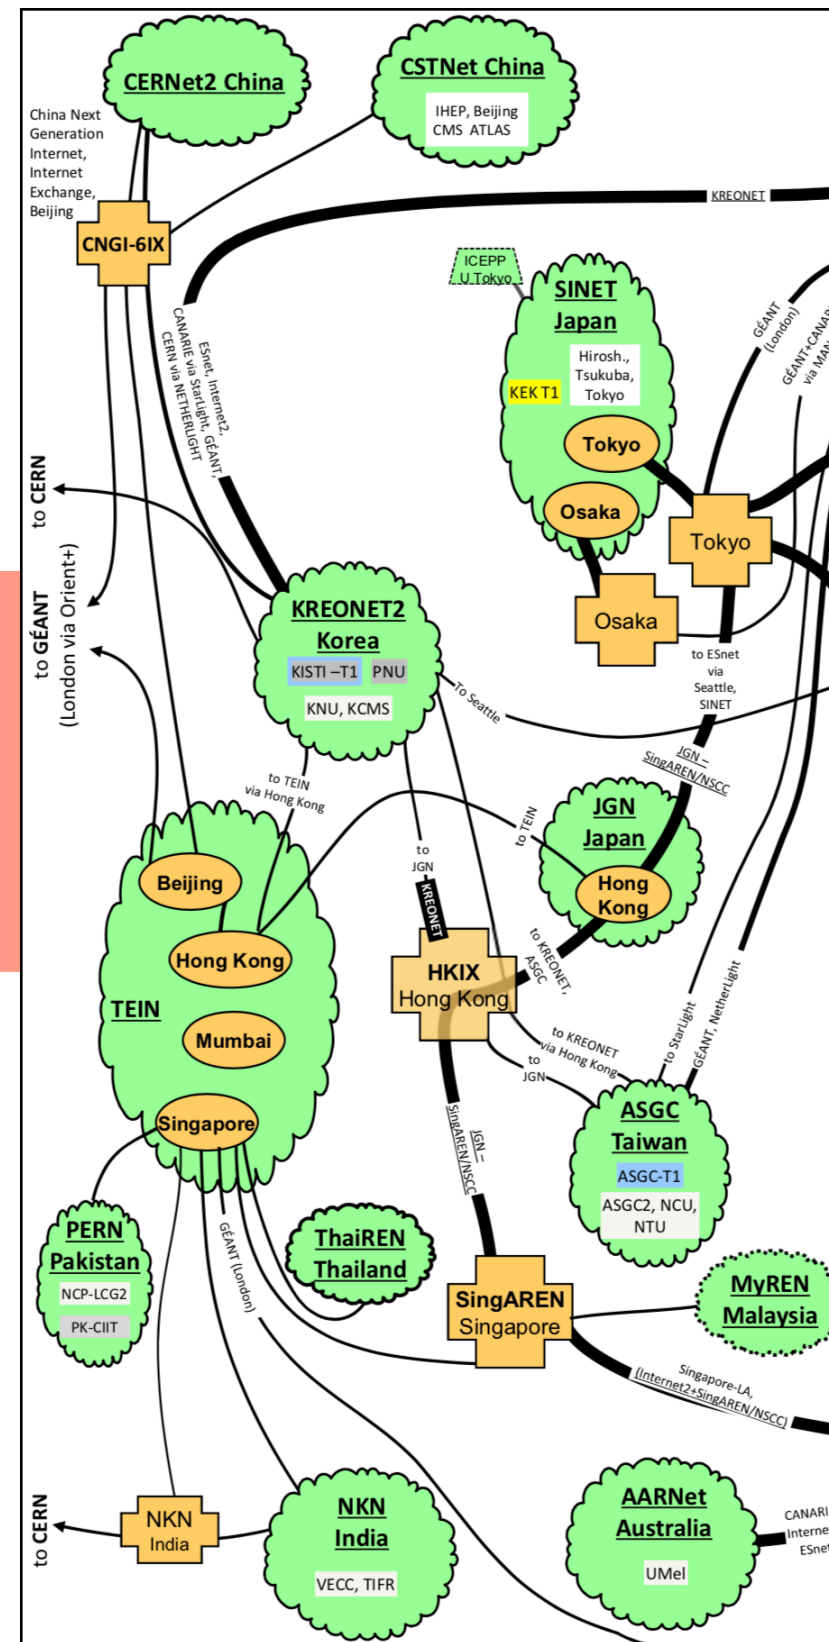 CERNet2 China
CSTNet China
IHEP, Beijing
CMS ATLAS
China Next
Generation
Internet,
Internet
Exchange,
Beijing
CNGI-6IX
KREONET
ICEPP
U Tokyo
SINET
Japan
Hirosh.,
Tsukuba,
Tokyo
KEK T1
Tokyo
Osaka
Tokyo
Osaka
GÉANT
(London)
GÉANT+CANARI
via MAN
ESnet, Internet2,
CANARIE via StarLight, GÉANT,
CERN via NETHERLIGHT
to CERN
to GÉANT
(London via Orient+)
KREONET2
Korea
KISTI –T1
PNU
KNU, KCMS
To Seattle
to ESnet
via
Seattle,
SINET
JGN –
SingAREN/NSCC
to TEIN
via Hong Kong
to
JGN
KREONET
to TEIN
JGN
Japan
Hong
Kong
Beijing
Hong Kong
TEIN
Mumbai
Singapore
HKIX
Hong Kong
to KREONET,
ASGC
to KREONET
via Hong Kong
to
JGN
to StarLight
GÉANT, NetherLight
JGN –
SingAREN/NSCC
ASGC
Taiwan
ASGC-T1
ASGC2, NCU,
NTU
PERN
Pakistan
NCP-LCG2
PK-CIIT
GÉANT (London)
ThaiREN
Thailand
SingAREN
Singapore
MyREN
Malaysia
Singapore-LA,
(Internet2+SingAREN/NSCC)
to CERN
NKN
India
NKN
India
VECC, TIFR
AARNet
Australia
UMel
CANARI
Interne
ESnet